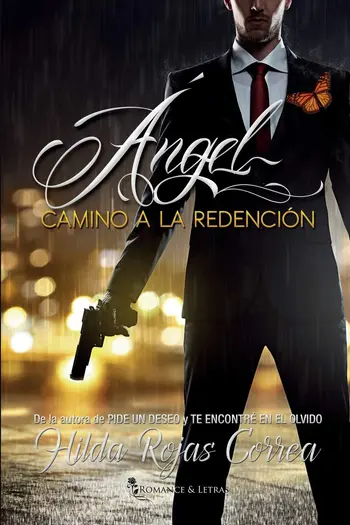 Ángel
CAMINO A LA REDENCIÓN
De la autora de PIDE UN DESEO y TE ENCONTRÉ EN EL OLVIDO
Hilda Rojas Correa
ROMANCE & LETRAS